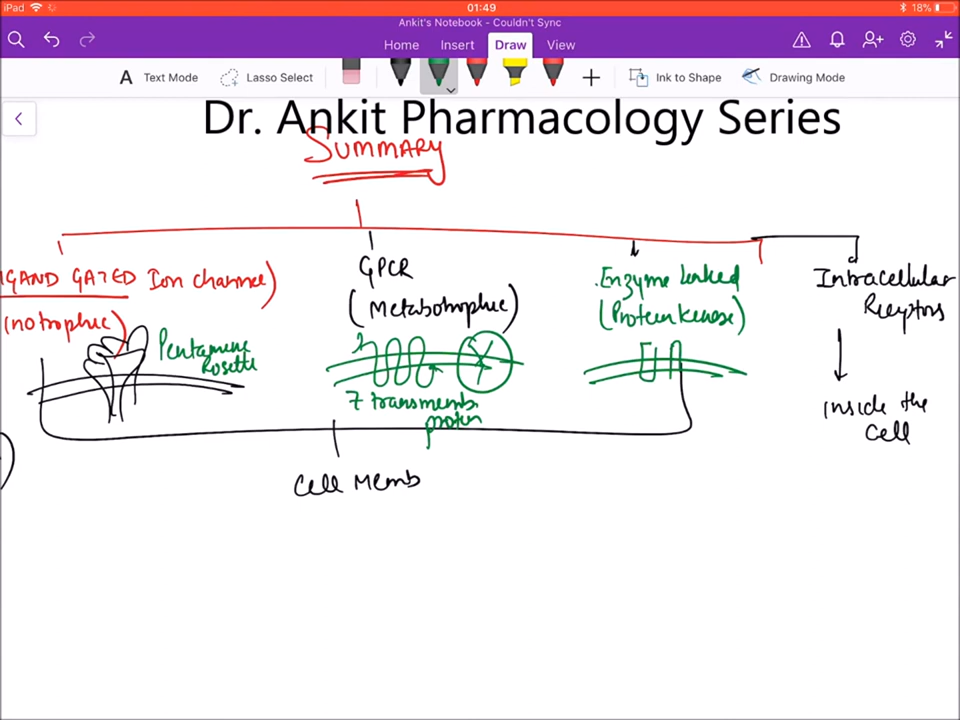 iPad
01:49
18%
Ankit's Notebook - Couldn't Sync
Home Insert Draw View
A Text Mode Lasso Select Ink to Shape Drawing Mode
Dr. Ankit Pharmacology Series
SUMMARY
IGAND GATED Ion channel)
(notrophic)
Pentameric
Rosette
GPCR
(Metabotrophic)
7 transmemb.
protein
Enzyme linked
(Protein kinase)
Intracellular
Receptors
inside the
cell
Cell Memb